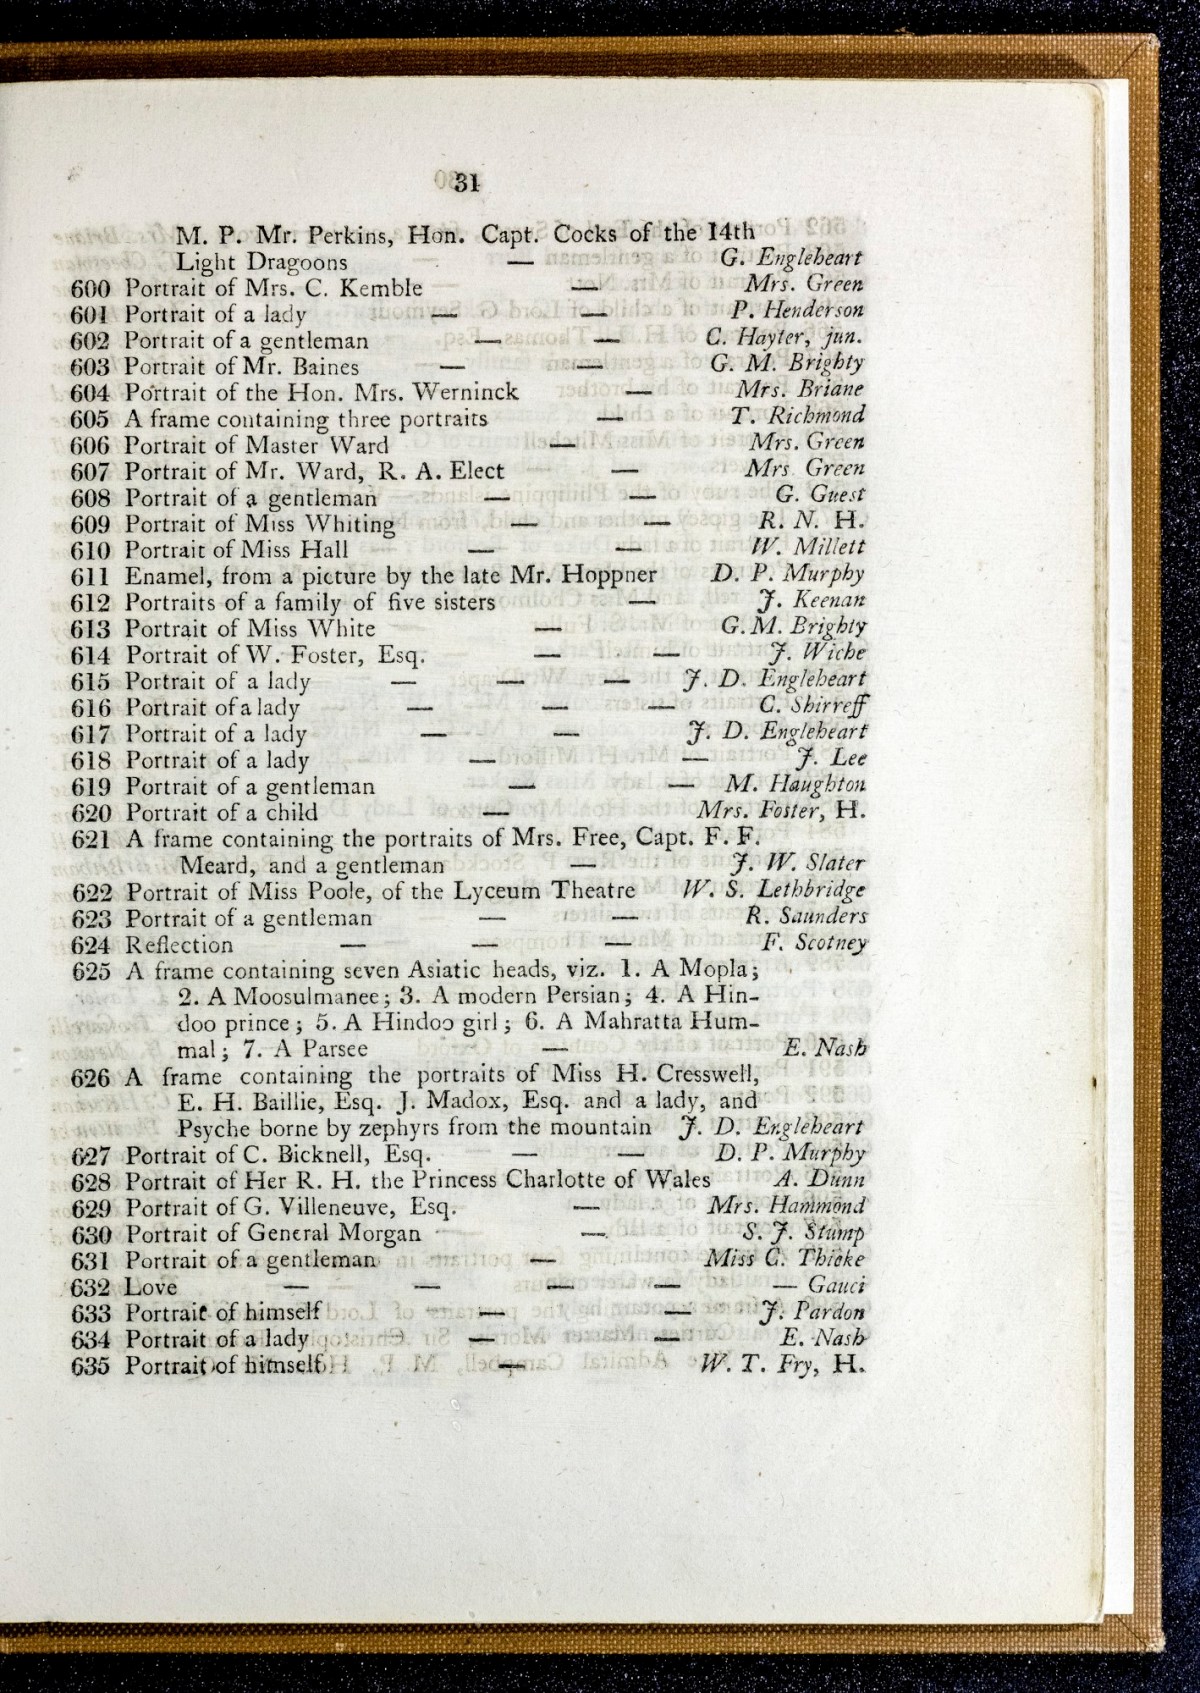 31
M. P. Mr. Perkins, Hon. Capt. Cocks of the 14th
Light Dragoons — G. Engleheart
600 Portrait of Mrs. C. Kemble — Mrs. Green
601 Portrait of a lady — — P. Henderson
602 Portrait of a gentleman — — C. Hayter, jun.
603 Portrait of Mr. Baines — — G. M. Brighty
604 Portrait of the Hon. Mrs. Werninck — Mrs. Briane
605 A frame containing three portraits — T. Richmond
606 Portrait of Master Ward — Mrs. Green
607 Portrait of Mr. Ward, R. A. Elect — Mrs Green
608 Portrait of a gentleman — — G. Guest
609 Portrait of Miss Whiting — — R. N. H.
610 Portrait of Miss Hall — — W. Millett
611 Enamel, from a picture by the late Mr. Hoppner D. P. Murphy
612 Portraits of a family of five sisters — J. Keenan
613 Portrait of Miss White — G. M. Brighty
614 Portrait of W. Foster, Esq. — — J. Wiche
615 Portrait of a lady — — — J. D. Engleheart
616 Portrait of a lady — — — C. Shirreff
617 Portrait of a lady — — J. D. Engleheart
618 Portrait of a lady — — J. Lee
619 Portrait of a gentleman — — M. Haughton
620 Portrait of a child — Mrs. Foster, H.
621 A frame containing the portraits of Mrs. Free, Capt. F. F.
Meard, and a gentleman — J. W. Slater
622 Portrait of Miss Poole, of the Lyceum Theatre W. S. Lethbridge
623 Portrait of a gentleman — — R. Saunders
624 Reflection — — — F. Scotney
625 A frame containing seven Asiatic heads, viz. 1. A Mopla;
2. A Moosulmanee; 3. A modern Persian; 4. A Hin-
doo prince; 5. A Hindoo girl; 6. A Mahratta Hum-
mal; 7. A Parsee — E. Nash
626 A frame containing the portraits of Miss H. Cresswell,
E. H. Baillie, Esq. J. Madox, Esq. and a lady, and
Psyche borne by zephyrs from the mountain J. D. Engleheart
627 Portrait of C. Bicknell, Esq. — — D. P. Murphy
628 Portrait of Her R. H. the Princess Charlotte of Wales A. Dunn
629 Portrait of G. Villeneuve, Esq. — Mrs. Hammond
630 Portrait of General Morgan — S. J. Stump
631 Portrait of a gentleman — Miss C. Thicke
632 Love — — — — — Gauci
633 Portrait of himself — — J. Pardon
634 Portrait of a lady — — E. Nash
635 Portrait of himself — W. T. Fry, H.